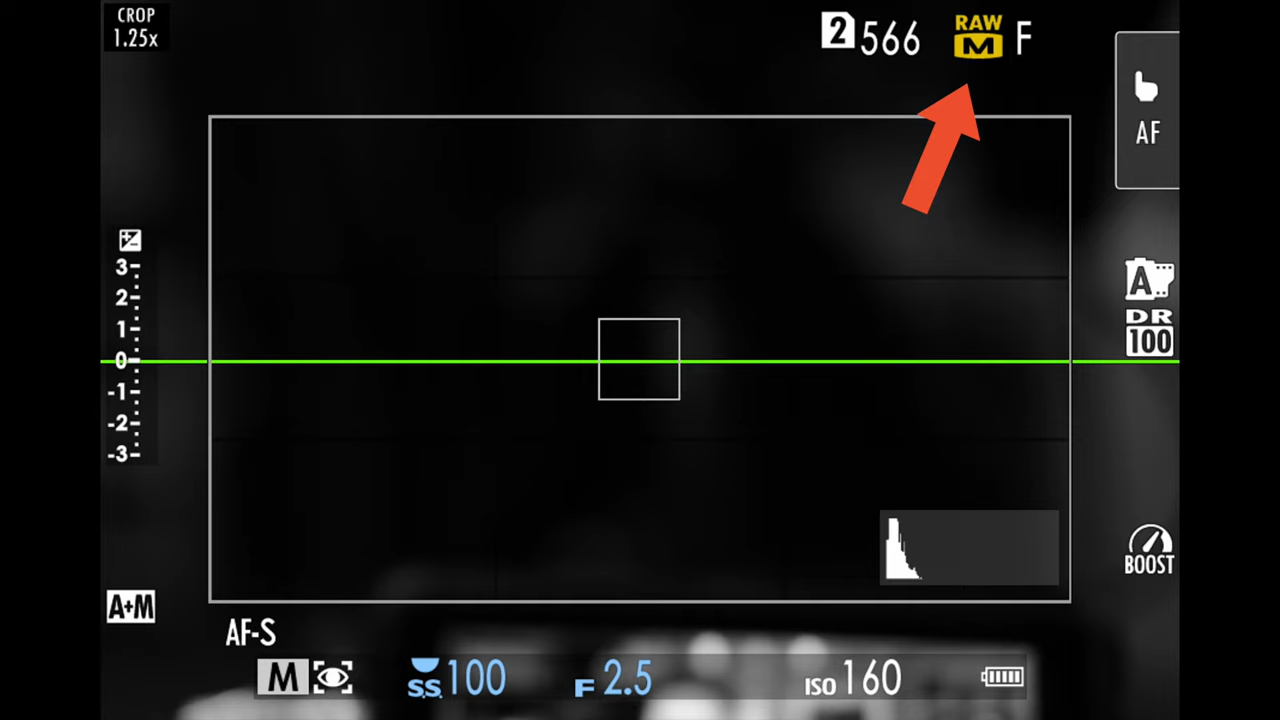 CROP
1.25x
2 566 RAW M F
AF
3
2
1
0
-1
-2
-3
A
DR
100
BOOST
A+M
AF-S
M S.S. 100 F 2.5 ISO 160